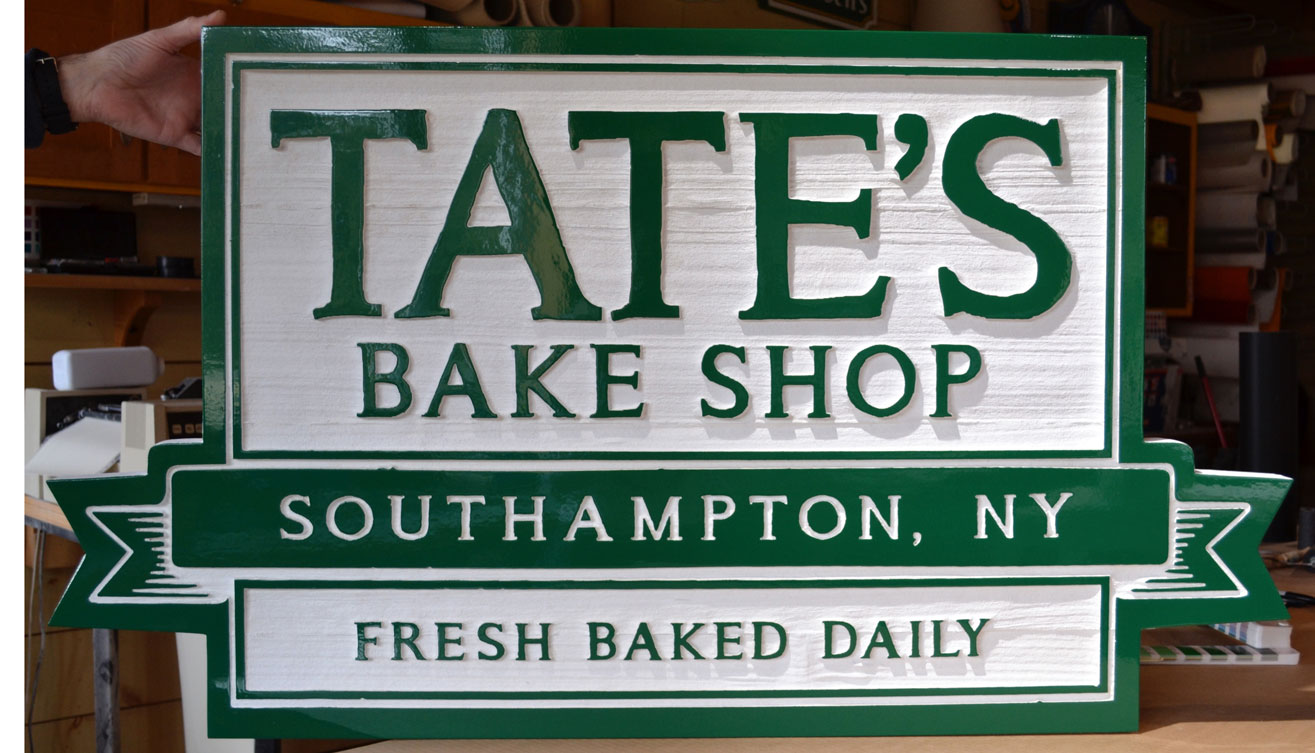 TATE'S
BAKE SHOP
SOUTHAMPTON, NY
FRESH BAKED DAILY